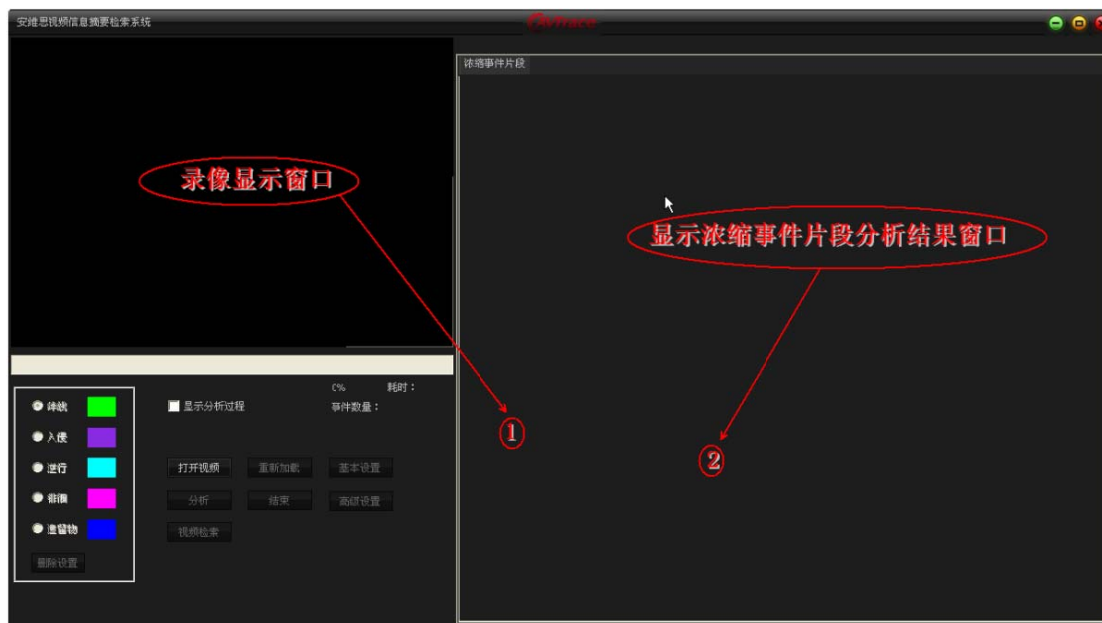 安维思视频信息摘要检索系统
AVTrace
浓缩事件片段
录像显示窗口
显示浓缩事件片段分析结果窗口
①
②
0% 耗时：
绊线
显示分析过程
事件数量：
入侵
逆行
打开视频 重新加载 基本设置
徘徊
分析 结束 高级设置
遗留物
视频检索
删除设置